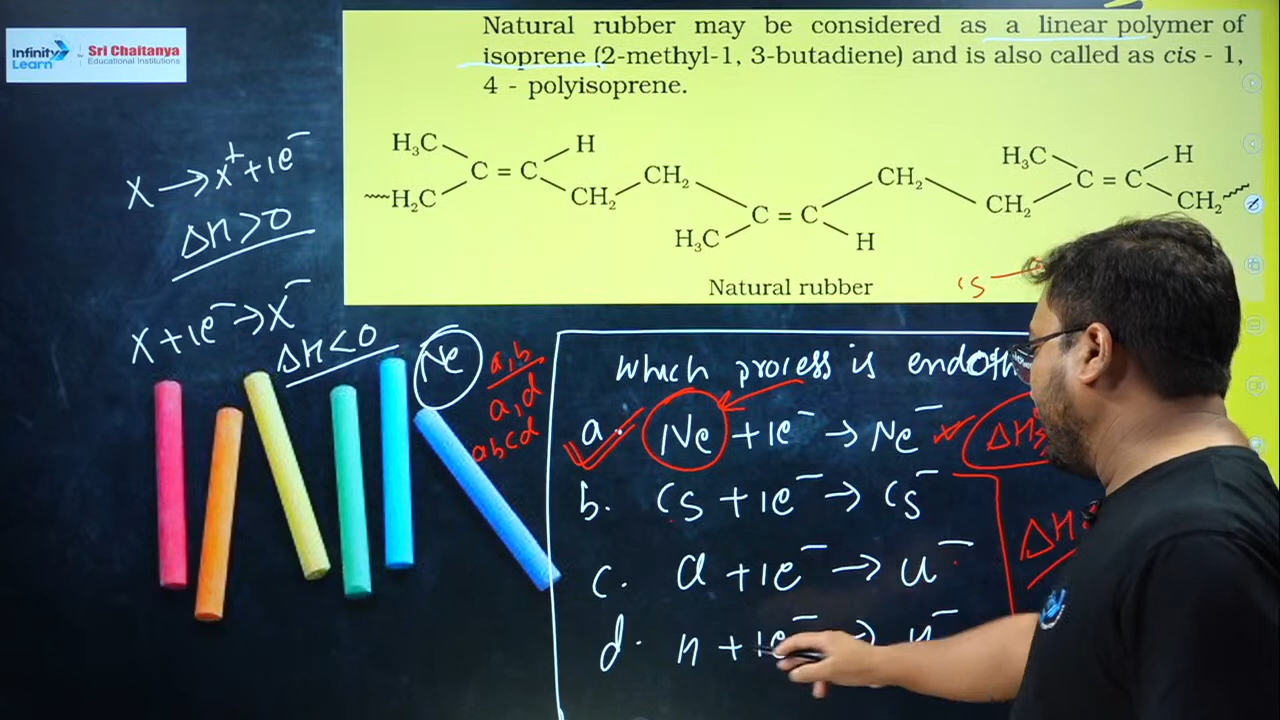 Infinity Learn
by Sri Chaitanya
Educational Institutions
Natural rubber may be considered as a linear polymer of
isoprene (2-methyl-1, 3-butadiene) and is also called as cis - 1,
4 - polyisoprene.
H₃C H
C = C
H₂C CH₂ CH₂
C = C
H₃C H
CH₂ CH₂
H₃C H
C = C
CH₂
Natural rubber
X → X⁺ + 1e⁻
ΔH > 0
X + 1e⁻ → X⁻
ΔH < 0
Ne
a, b
a, d
abcd
Which process is
a. Ne + 1e⁻ → Ne⁻
b. Cs + 1e⁻ → Cs⁻
c. Cl + 1e⁻ → Cl⁻
d. H + 1e⁻ →
ΔH